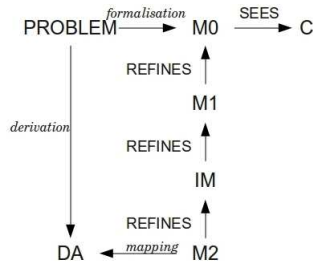 formalisation SEES
PROBLEM M0 C
REFINES
M1
derivation
REFINES
IM
REFINES
DA mapping M2